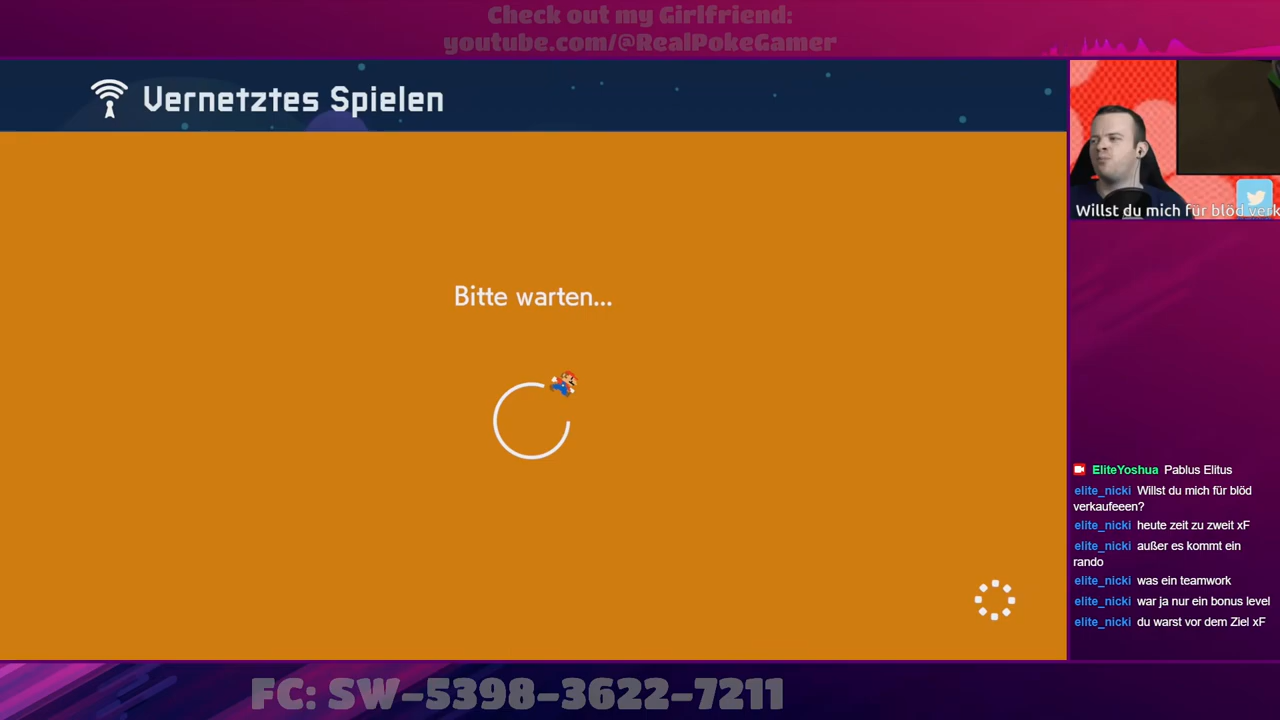 Check out my Girlfriend:
youtube.com/@RealPokeGamer
Vernetztes Spielen
Bitte warten...
Willst du mich für blöd verk
EliteYoshua Pablus Elitus
elite_nicki Willst du mich für blöd
verkaufeeen?
elite_nicki heute zeit zu zweit xF
elite_nicki außer es kommt ein
rando
elite_nicki was ein teamwork
elite_nicki war ja nur ein bonus level
elite_nicki du warst vor dem Ziel xF
FC: SW-5398-3622-7211